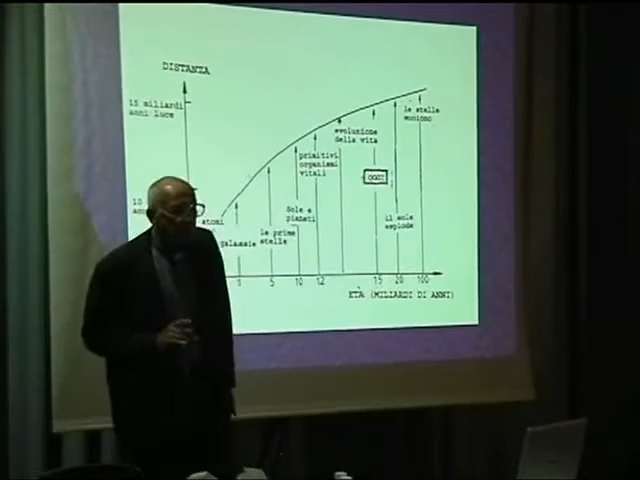 DISTANZA
15 miliardi
anni luce
le stelle
muoiono
evoluzione
della vita
primitivi
organismi
vitali
OGGI
10
Sole e
pianeti
atomi
il sole
esplode
le prime
stelle
galassie
1 5 10 12 15 20 100
ETÀ (MILIARDI DI ANNI)